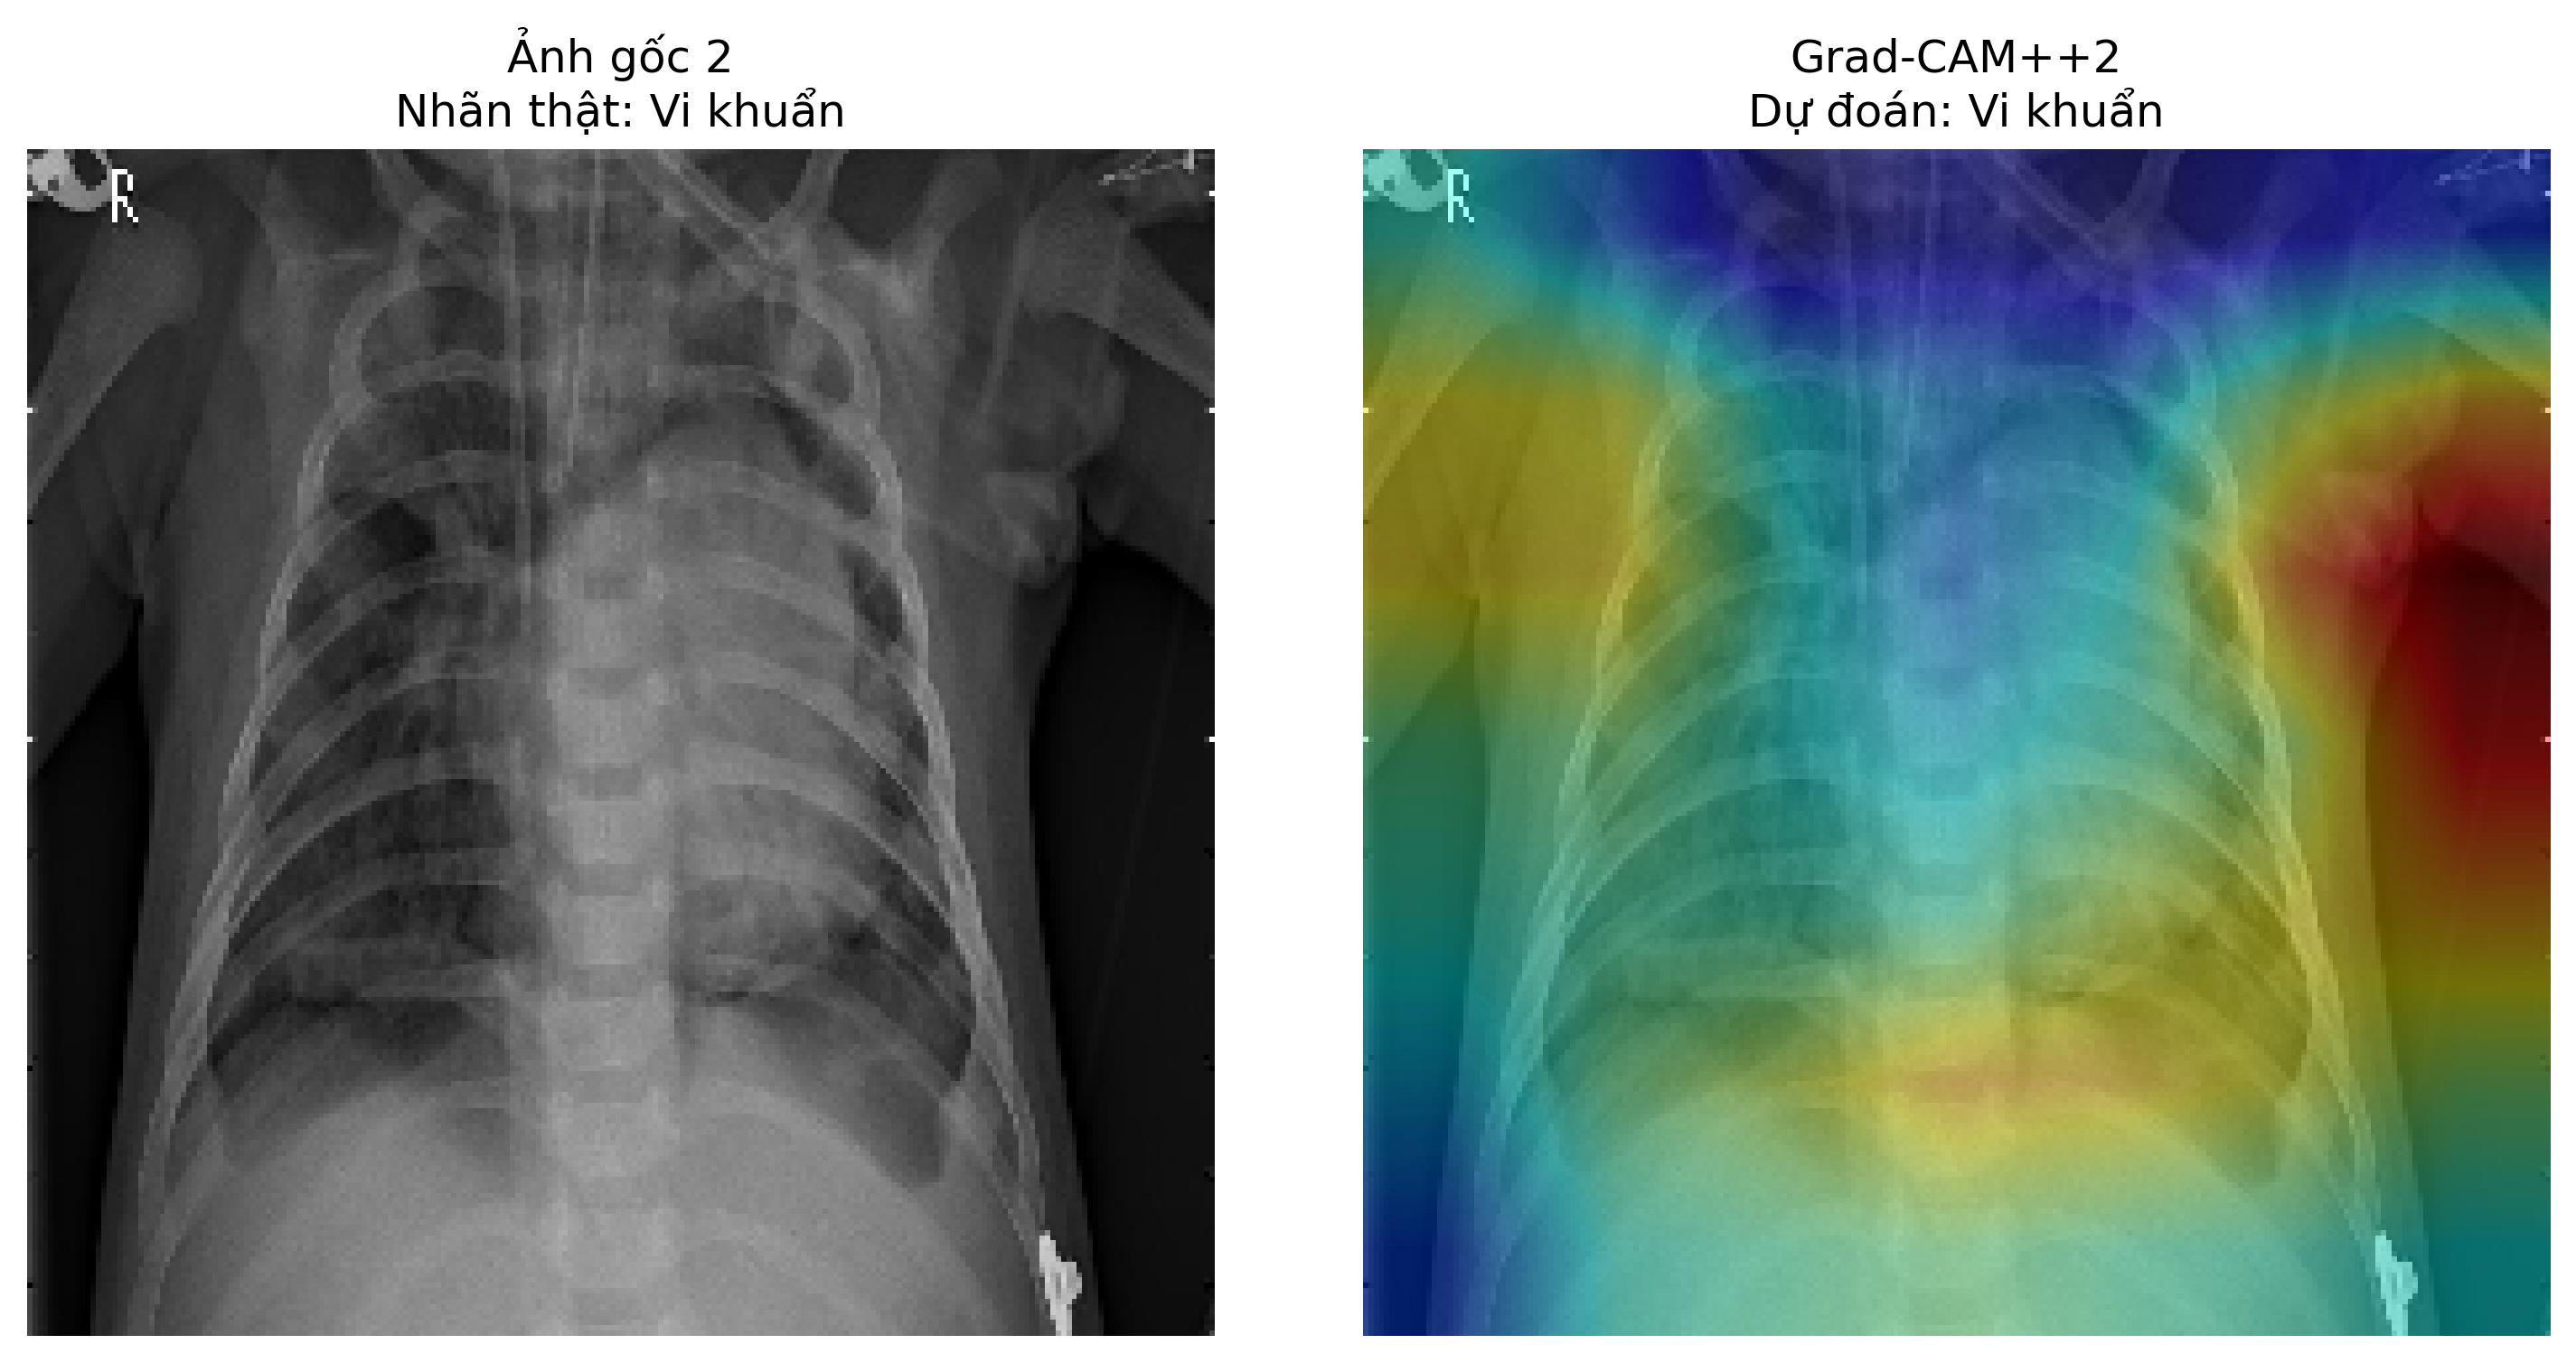 Ảnh gốc 2
Nhãn thật: Vi khuẩn
Grad-CAM++2
Dự đoán: Vi khuẩn
R
R